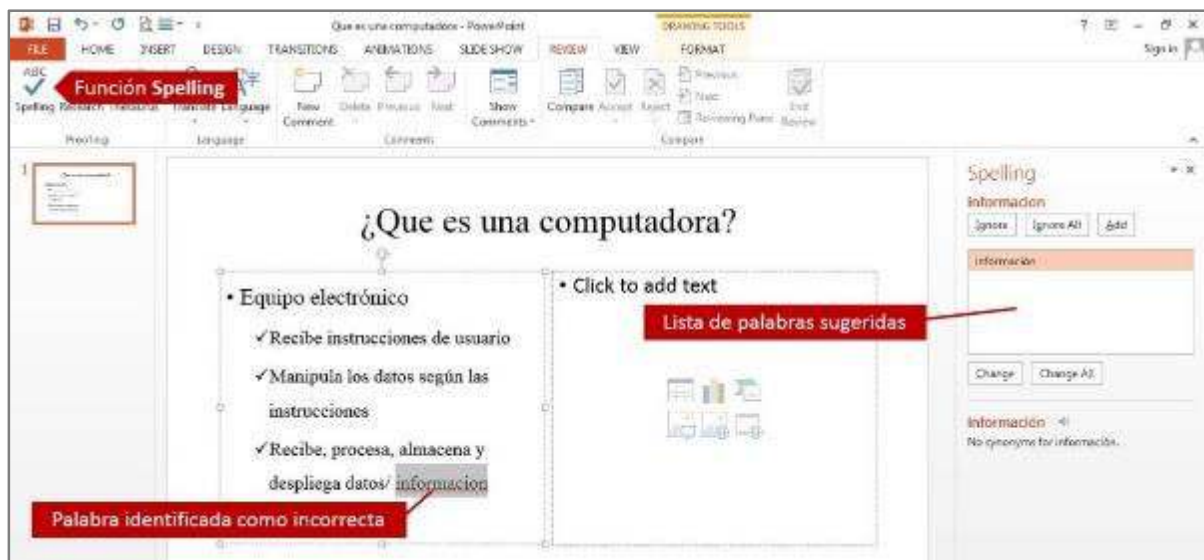 Que es una computadora - PowerPoint
DRAWING TOOLS
FILE HOME INSERT DESIGN TRANSITIONS ANIMATIONS SLIDE SHOW REVIEW VIEW FORMAT Sign in
ABC
Función Spelling
Spelling Research Thesaurus Translate Language
New Comment Delete Previous Next Show Comments
Compare Accept Reject Previous
Next
Reviewing Pane
End Review
Proofing Language Comments Compare
1
¿Que es una computadora?
• Equipo electrónico
✓Recibe instrucciones de usuario
✓Manipula los datos según las
instrucciones
✓Recibe, procesa, almacena y
despliega datos/ informacion
Palabra identificada como incorrecta
• Click to add text
Lista de palabras sugeridas
Spelling
informacion
Ignore Ignore All Add
información
Change Change All
información
No synonyms for información.